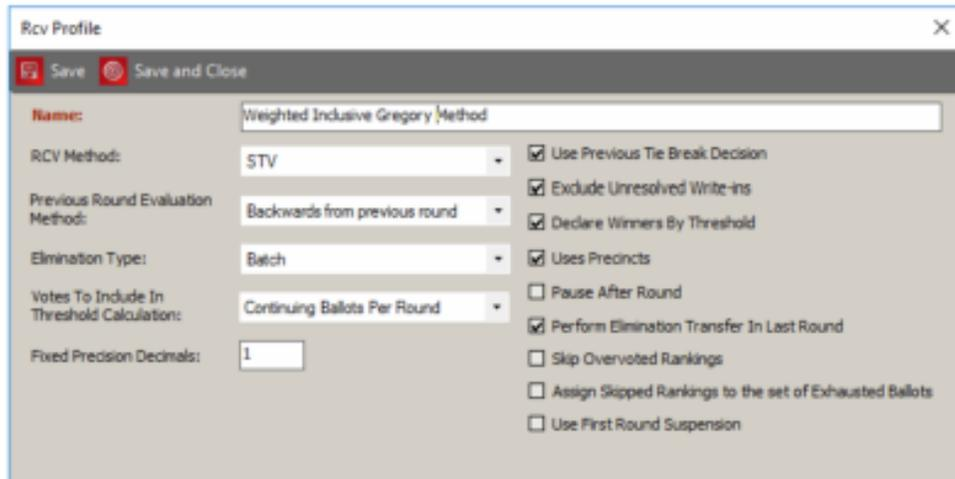 Rcv Profile
Save
Save and Close
Name:
Weighted Inclusive Gregory Method
RCV Method:
STV
Previous Round Evaluation
Method:
Backwards from previous round
Elimination Type:
Batch
Votes To Include In
Threshold Calculation:
Continuing Ballots Per Round
Fixed Precision Decimals:
1
Use Previous Tie Break Decision
Exclude Unresolved Write-ins
Declare Winners By Threshold
Uses Precincts
Pause After Round
Perform Elimination Transfer In Last Round
Skip Overvoted Rankings
Assign Skipped Rankings to the set of Exhausted Ballots
Use First Round Suspension